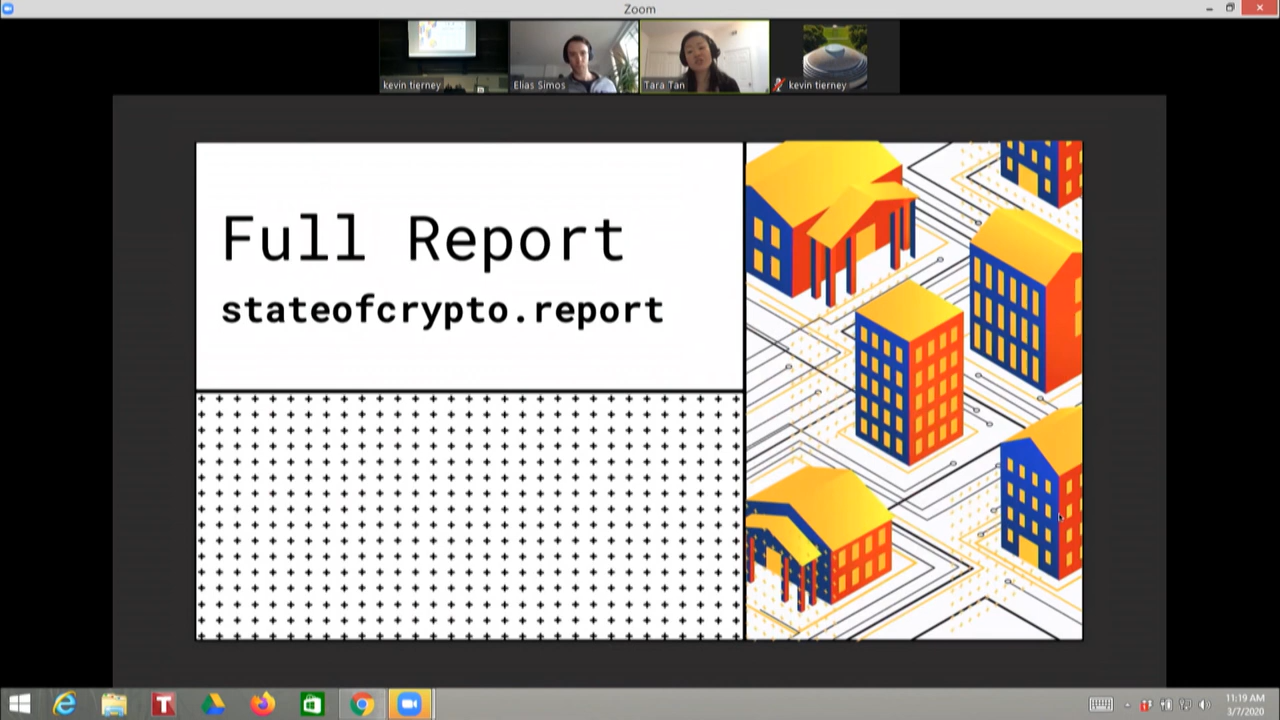 Zoom
kevin tierney
Elias Simos
Tara Tan
kevin tierney
Full Report
stateofcrypto.report
11:19 AM
3/7/2020